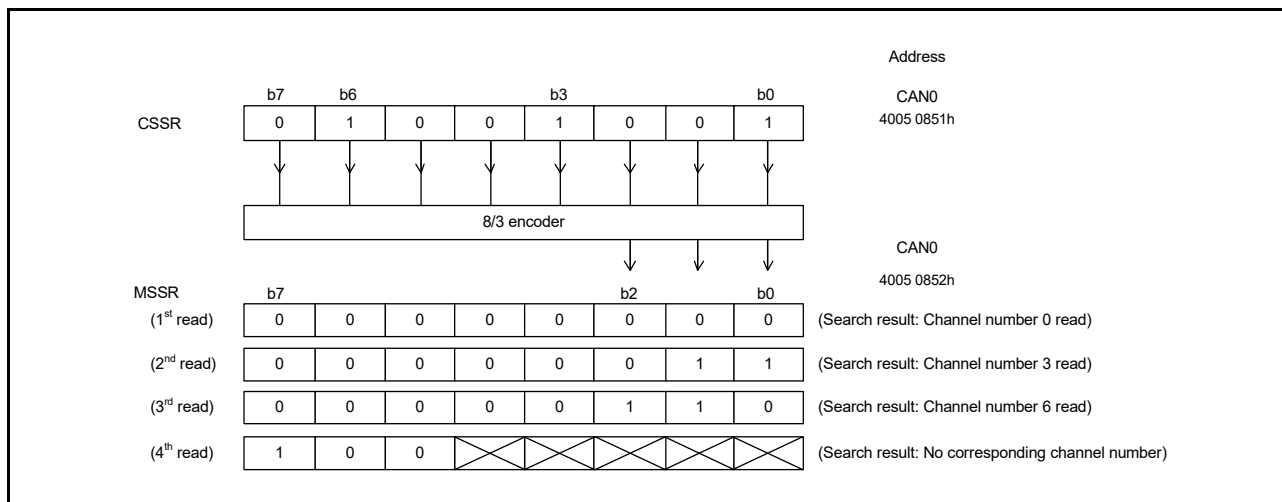 Address
b7 b6 b3 b0 CAN0
CSSR 0 1 0 0 1 0 0 1 4005 0851h
8/3 encoder
CAN0
4005 0852h
MSSR b7 b2 b0
(1st read) 0 0 0 0 0 0 0 0 (Search result: Channel number 0 read)
(2nd read) 0 0 0 0 0 0 1 1 (Search result: Channel number 3 read)
(3rd read) 0 0 0 0 0 1 1 0 (Search result: Channel number 6 read)
(4th read) 1 0 0 (Search result: No corresponding channel number)